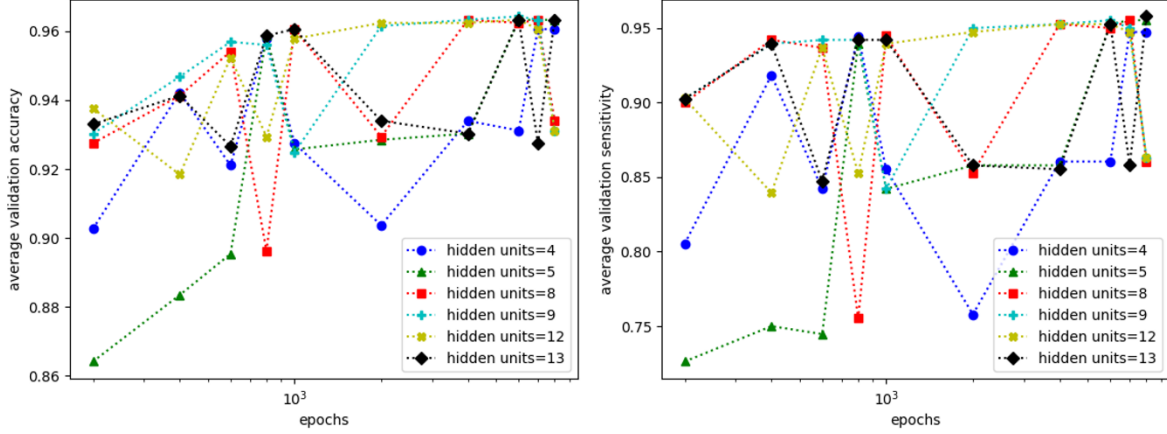 average validation accuracy
0.96
0.94
0.92
0.90
0.88
0.86
10³
epochs
hidden units=4
hidden units=5
hidden units=8
hidden units=9
hidden units=12
hidden units=13
average validation sensitivity
0.95
0.90
0.85
0.80
0.75
10³
epochs
hidden units=4
hidden units=5
hidden units=8
hidden units=9
hidden units=12
hidden units=13